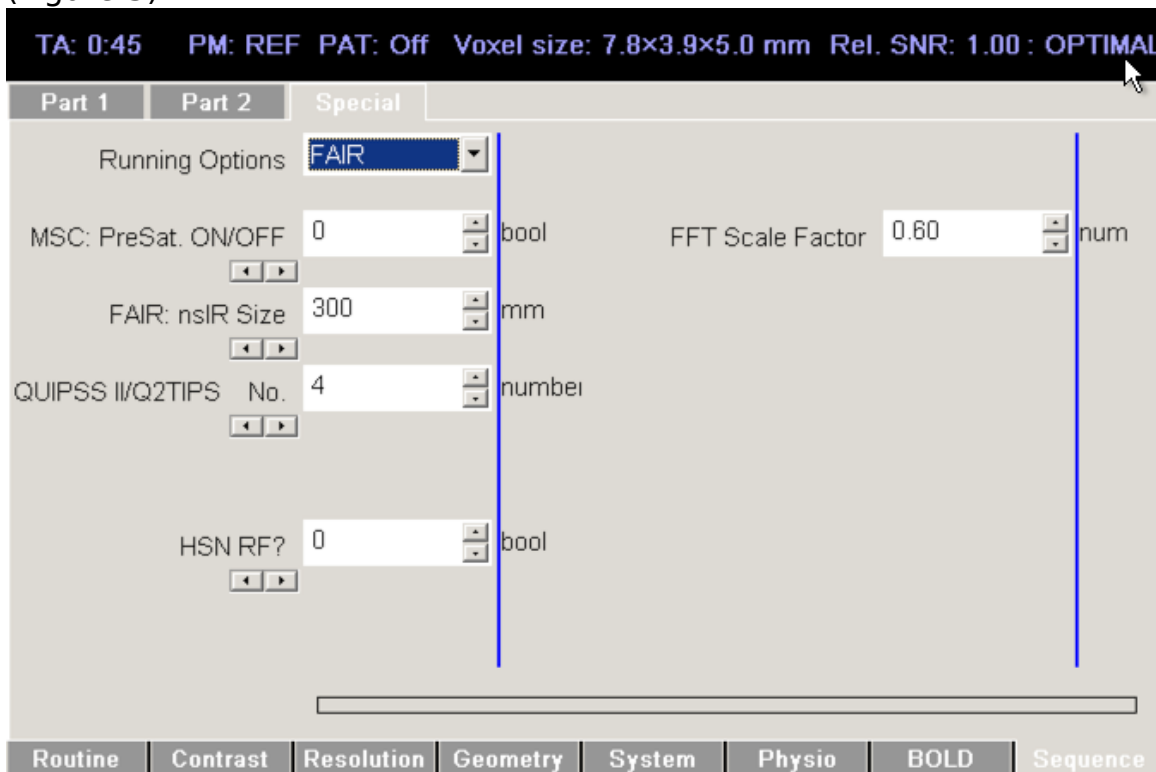 TA: 0:45 PM: REF PAT: Off Voxel size: 7.8×3.9×5.0 mm Rel. SNR: 1.00 : OPTIMAL
Part 1 Part 2 Special
Running Options FAIR
MSC: PreSat. ON/OFF 0 bool FFT Scale Factor 0.60 num
FAIR: nsIR Size 300 mm
QUIPSS II/Q2TIPS No. 4 number
HSN RF? 0 bool
Routine Contrast Resolution Geometry System Physio BOLD Sequence